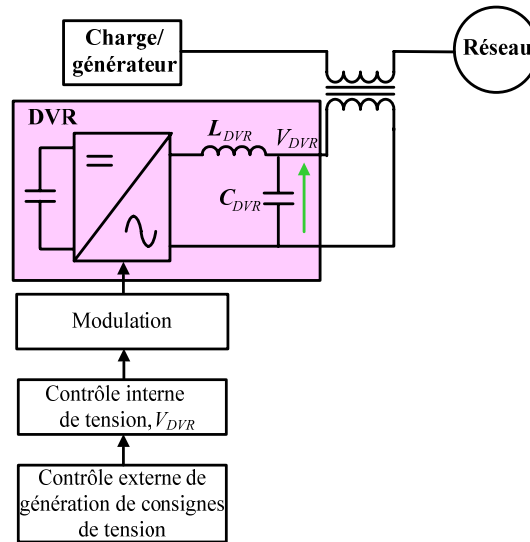 Charge/
générateur
Réseau
DVR
L_DVR
V_DVR
C_DVR
Modulation
Contrôle interne
de tension, V_DVR
Contrôle externe de
génération de consignes
de tension